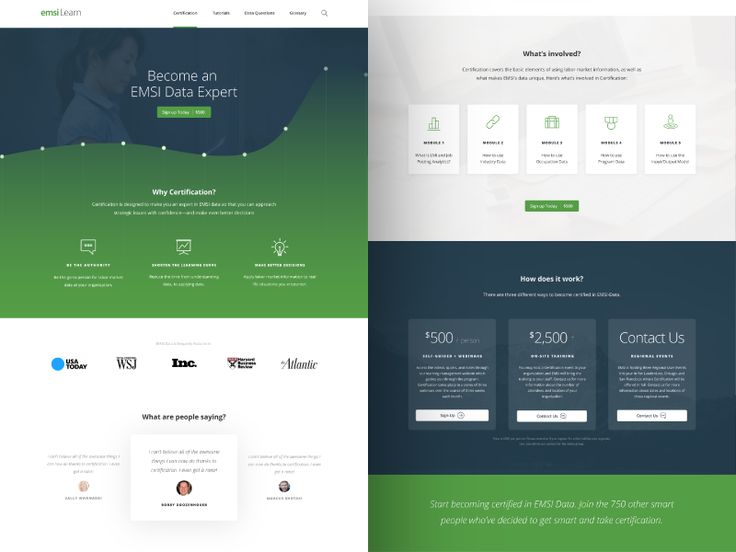 emsi Learn
Certification Tutorials Data Questions Glossary
Become an
EMSI Data Expert
Sign up Today $500
Why Certification?
Certification is designed to make you an expert in EMSI Data so that you can approach
strategic issues with confidence—and make even better decisions
BE THE AUTHORITY
Be the go-to person for labor market
data at your organization.
SHORTEN THE LEARNING CURVE
Reduce the time from understanding
data, to applying data.
MAKE BETTER DECISIONS
Apply labor market information to real
life situations you encounter.
USA
TODAY
WSJ
Inc.
Harvard
Business
Review
The Atlantic
What are people saying?
I can't believe all of the awesome things I
can now do thanks to certification. I even
got a raise!
I can't believe all of the awesome
things I can now do thanks to
certification. I even got a raise!
I can't believe all of the awesome things I
can now do thanks to certification. I even
got a raise!
What's involved?
Certification covers the basic elements of using labor market information, as well as
what makes EMSI's data unique. Here's what's involved in Certification:
MODULE 1
What is EMSI and Job
Posting Analytics?
MODULE 2
How to use
Industry Data
MODULE 3
How to use
Occupation Data
MODULE 4
How to use
Program Data
MODULE 5
How to use the
Input/Output Model
Sign up Today $500
How does it work?
There are three different ways to become certified in EMSI-Data.
$500 / person
SELF-GUIDED + WEBINARS
Sign Up
$2,500
ON-SITE TRAINING
Contact Us
Contact Us
REGIONAL EVENTS
Contact Us
Start becoming certified in EMSI Data. Join the 750 other smart
people who've decided to get smart and take certification.